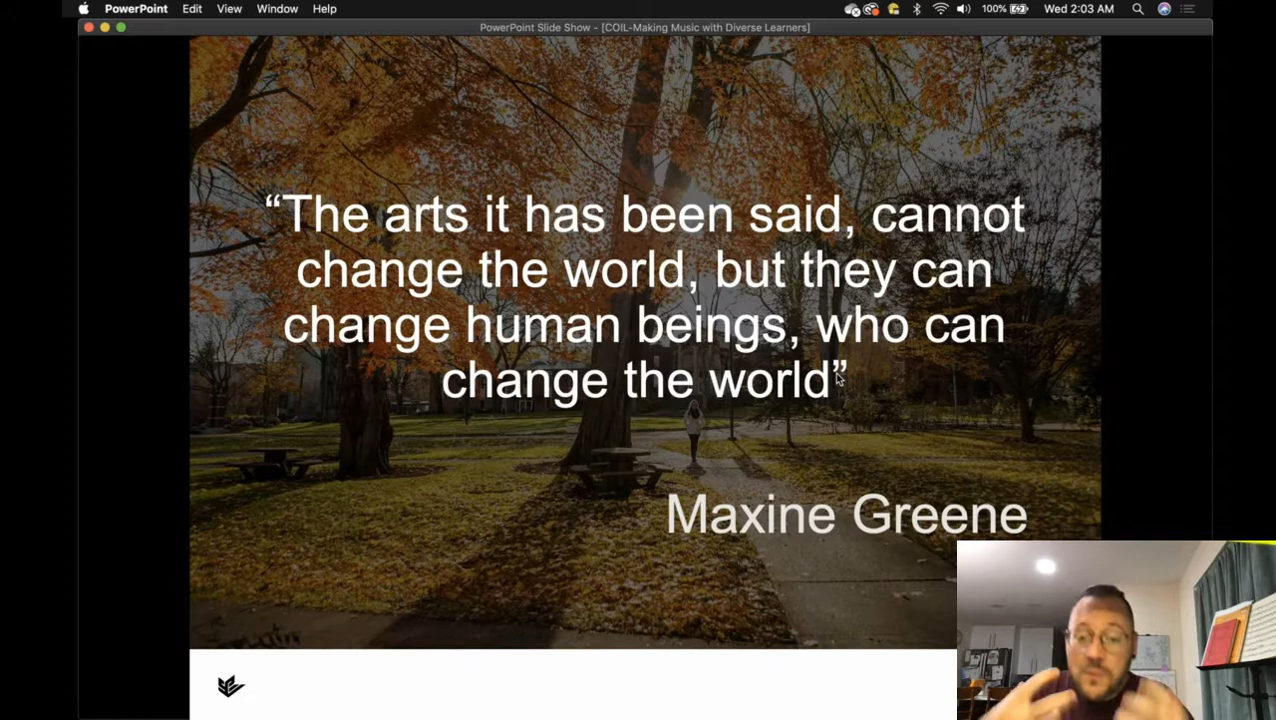 PowerPoint Edit View Window Help 100% Wed 2:03 AM
PowerPoint Slide Show - [COIL-Making Music with Diverse Learners]
“The arts it has been said, cannot
change the world, but they can
change human beings, who can
change the world”
Maxine Greene